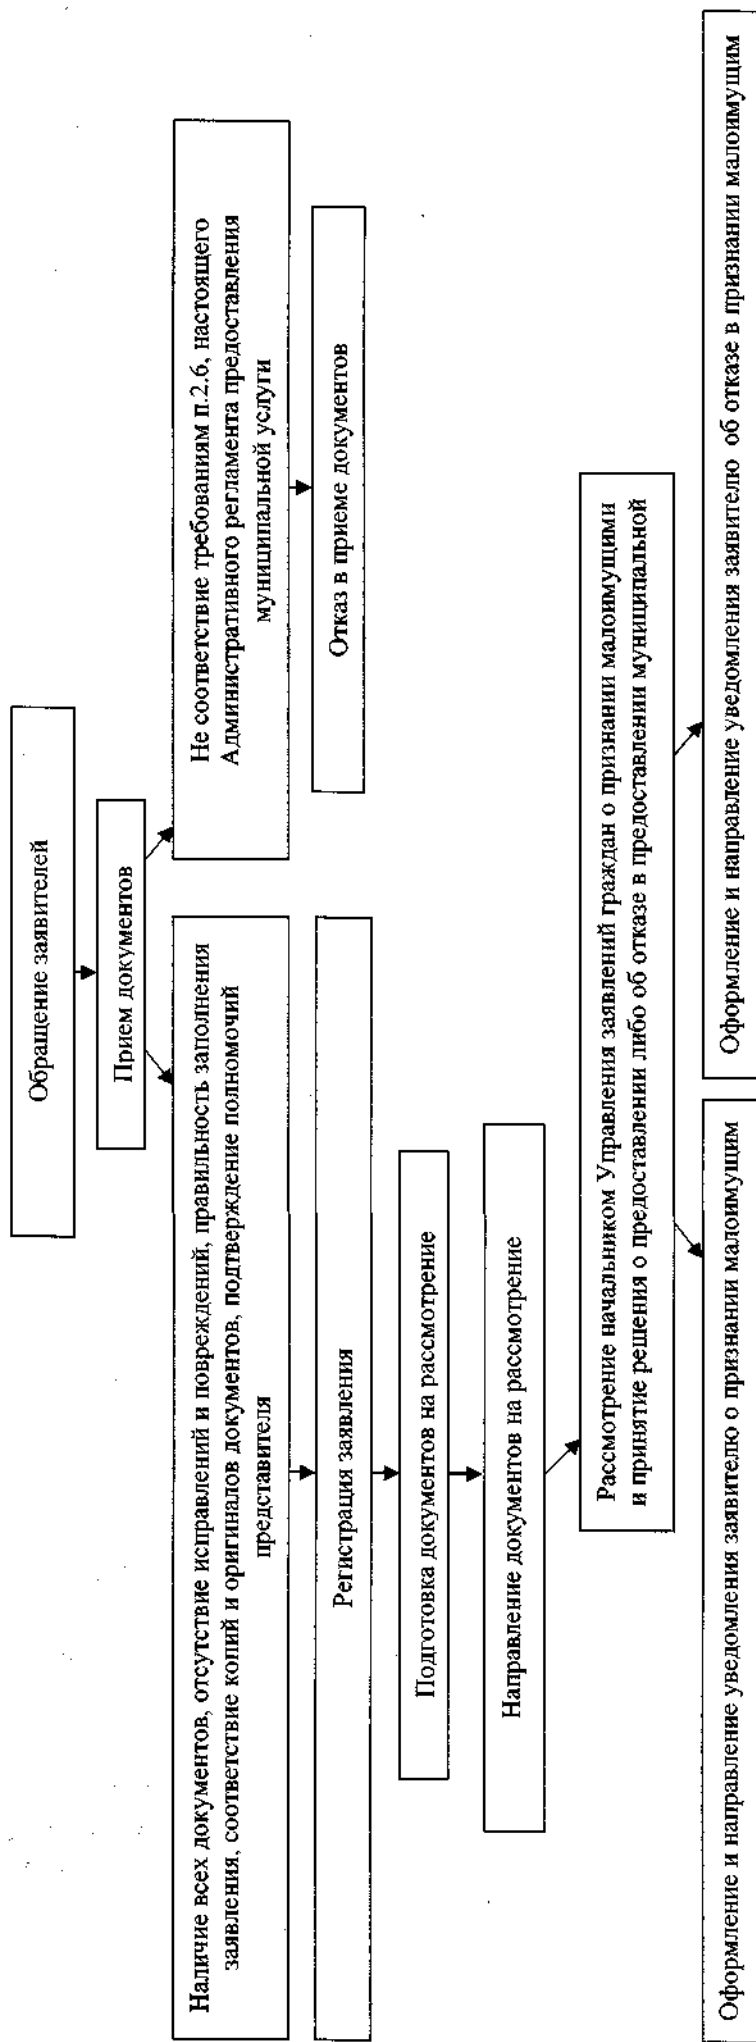 Обращение заявителей
Прием документов
Наличие всех документов, отсутствие исправлений и повреждений, правильность заполнения
заявления, соответствие копий и оригиналов документов, подтверждение полномочий
представителя
Не соответствие требованиям п.2.6, настоящего
Административного регламента предоставления
муниципальной услуги
Регистрация заявления
Отказ в приеме документов
Подготовка документов на рассмотрение
Направление документов на рассмотрение
Рассмотрение начальником Управления заявлений граждан о признании малоимущими
и принятие решения о предоставлении либо об отказе в предоставлении муниципальной
Оформление и направление уведомления заявителю о признании малоимущим
Оформление и направление уведомления заявителю об отказе в признании малоимущим